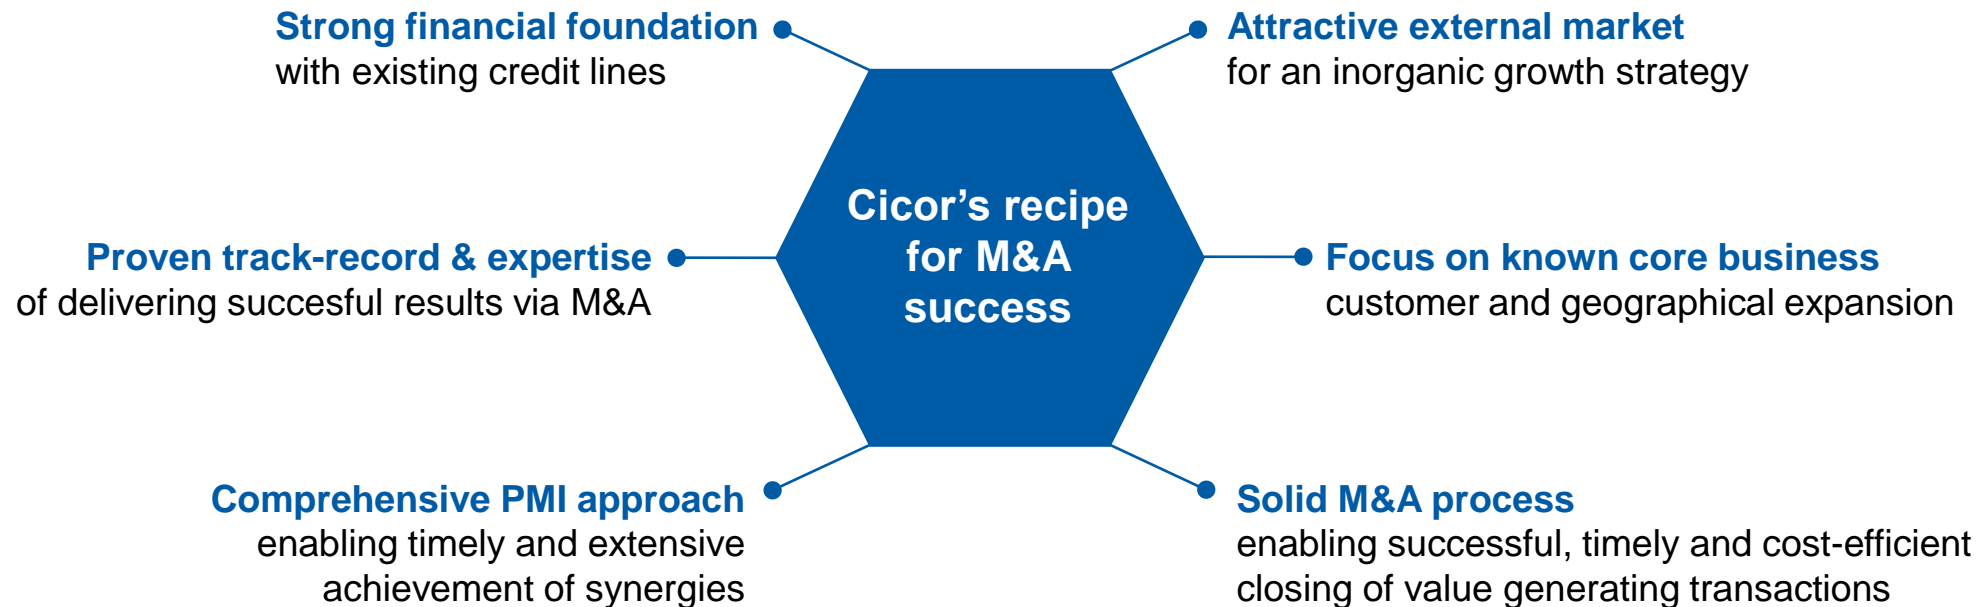 Strong financial foundation
with existing credit lines
Attractive external market
for an inorganic growth strategy
Cicor’s recipe
for M&A
success
Proven track-record & expertise
of delivering succesful results via M&A
Focus on known core business
customer and geographical expansion
Comprehensive PMI approach
enabling timely and extensive
achievement of synergies
Solid M&A process
enabling successful, timely and cost-efficient
closing of value generating transactions